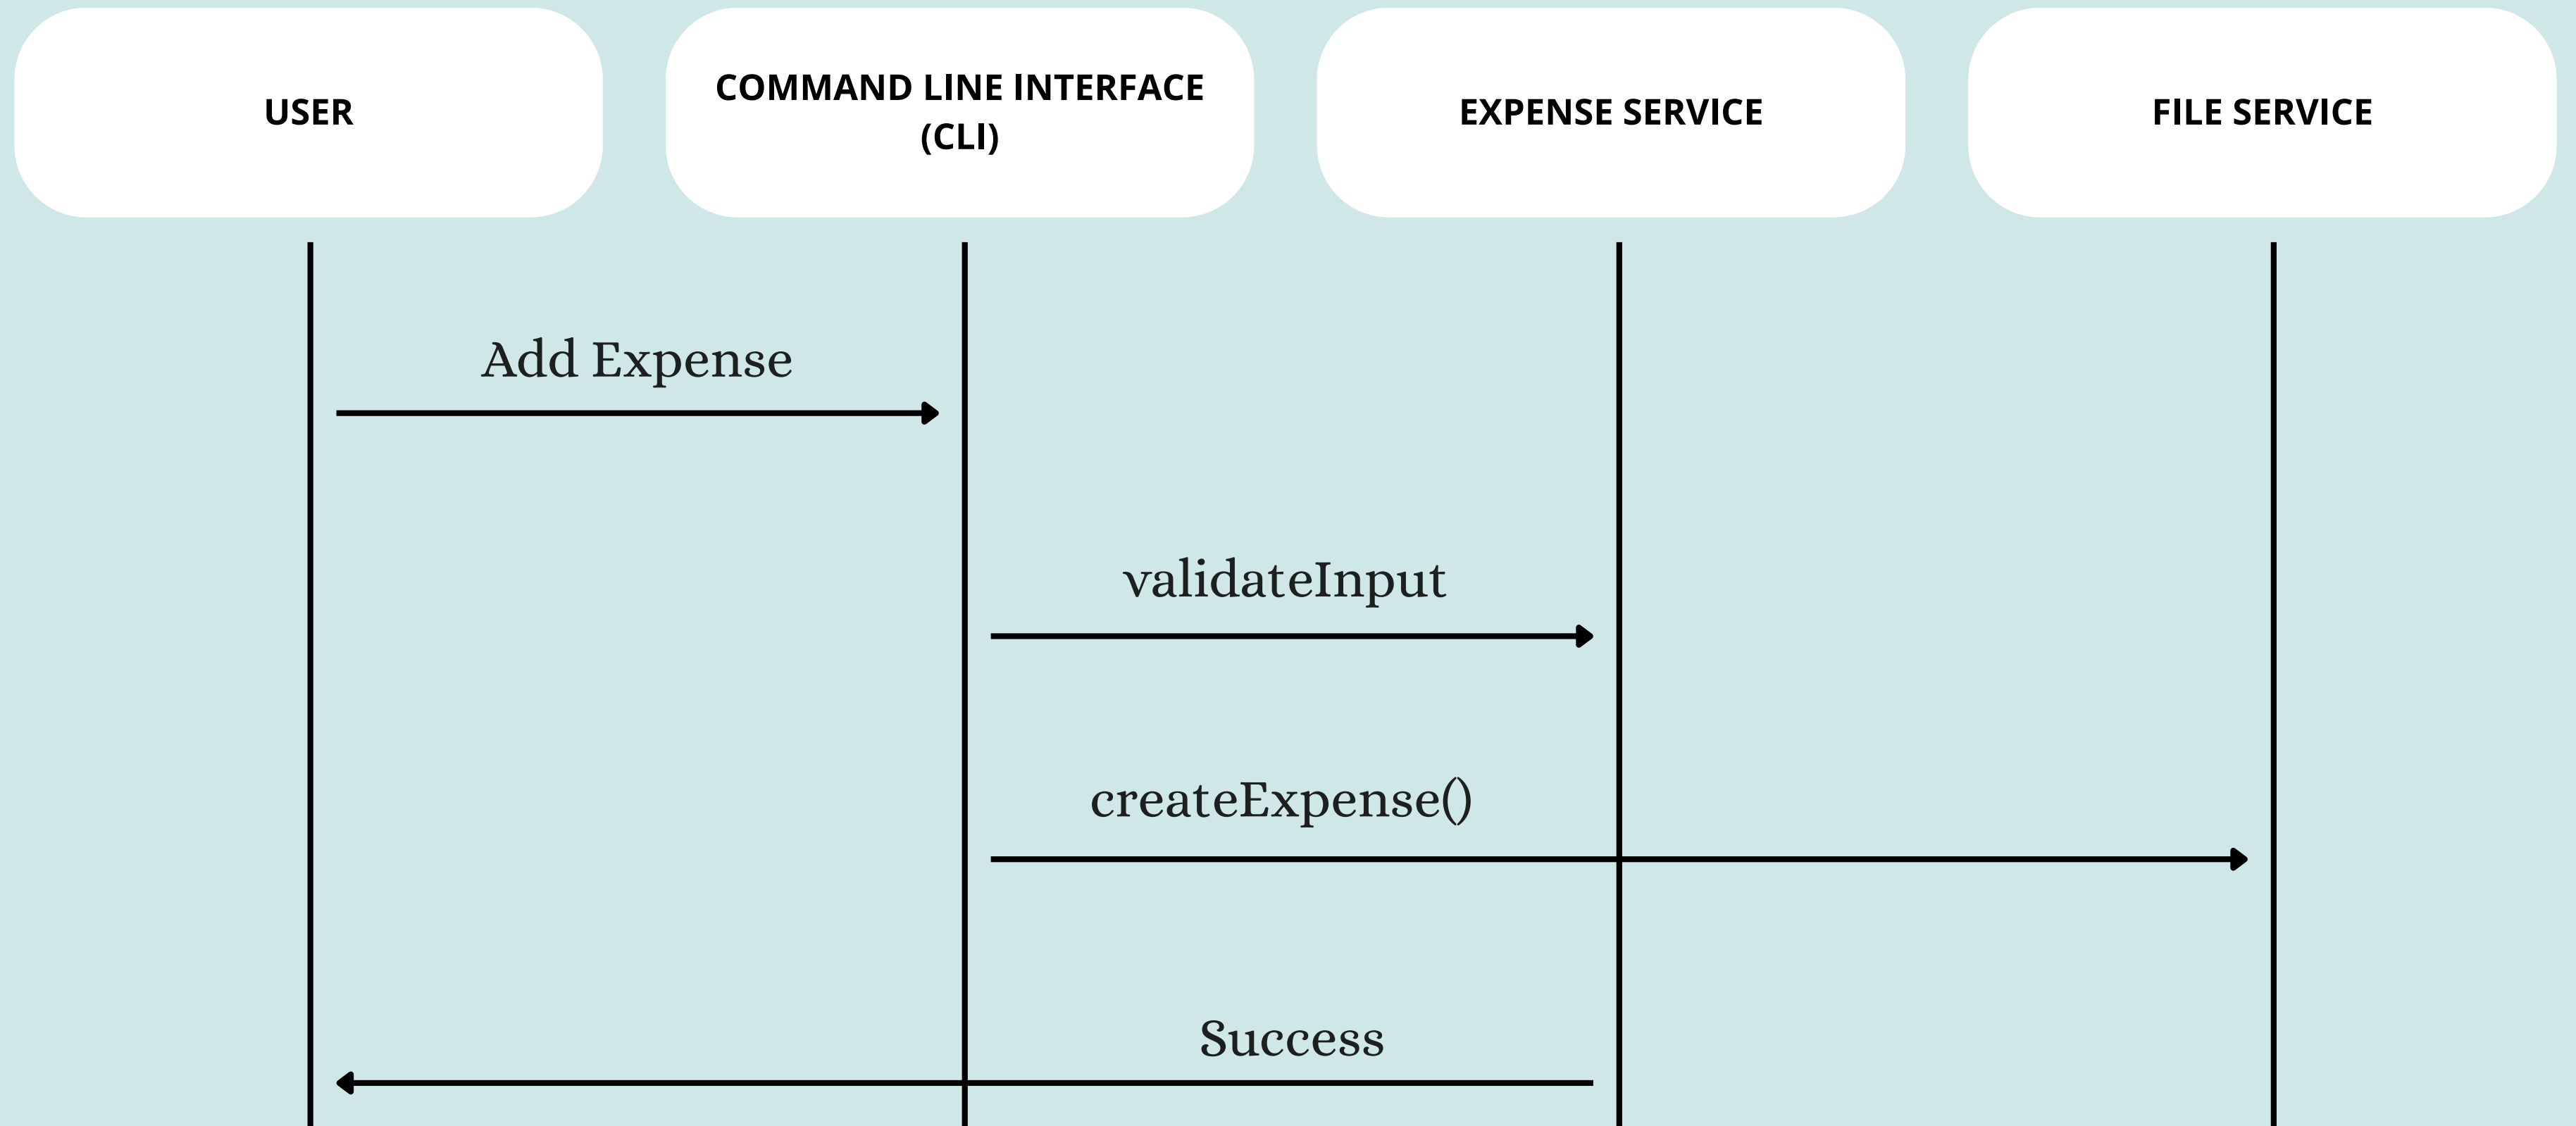 USER
COMMAND LINE INTERFACE
(CLI)
EXPENSE SERVICE
FILE SERVICE
Add Expense
validateInput
createExpense()
Success